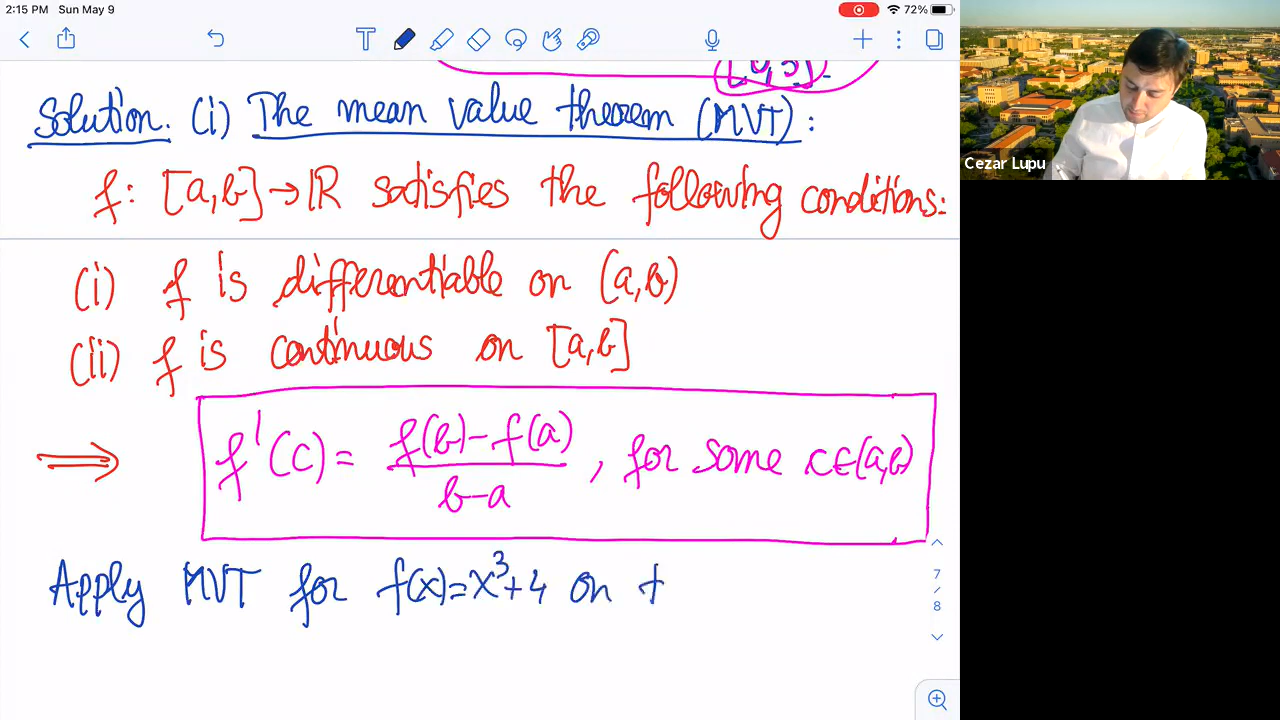 2:15 PM Sun May 9
72%
Solution. (i) The mean value theorem (MVT):
f: [a,b] → ℝ satisfies the following conditions:
(i) f is differentiable on (a,b)
(ii) f is continuous on [a,b]
⟹ f'(c) = \frac{f(b)-f(a)}{b-a}, for some c∈(a,b)
Apply MVT for f(x)=x³+4 on
7
/
8
Cezar Lupu